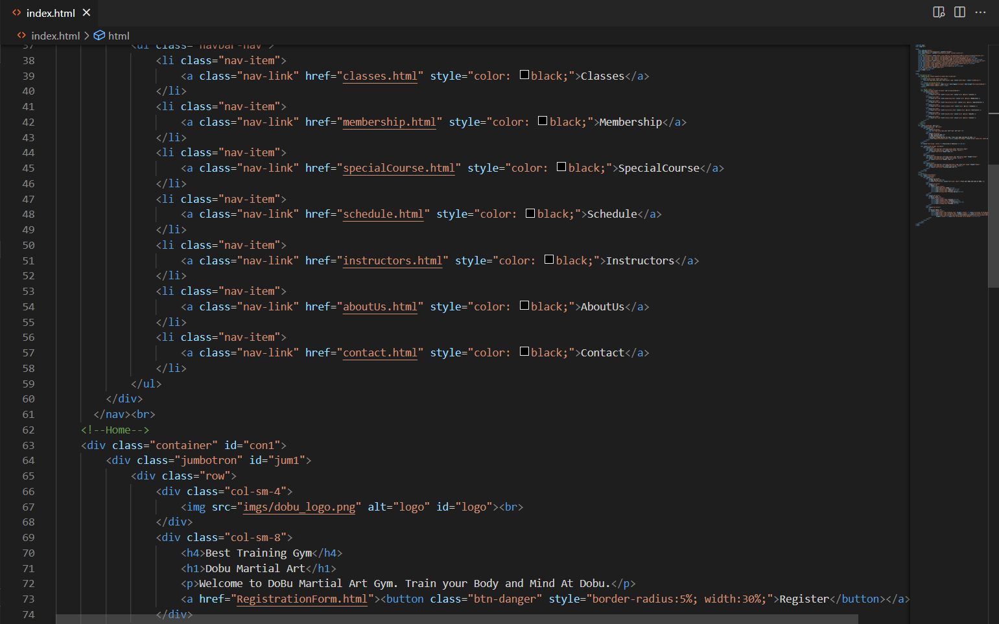 index.html
index.html > html
37 <ul class="navbar-nav">
38 <li class="nav-item">
39 <a class="nav-link" href="classes.html" style="color: black;">Classes</a>
40 </li>
41 <li class="nav-item">
42 <a class="nav-link" href="membership.html" style="color: black;">Membership</a>
43 </li>
44 <li class="nav-item">
45 <a class="nav-link" href="specialCourse.html" style="color: black;">SpecialCourse</a>
46 </li>
47 <li class="nav-item">
48 <a class="nav-link" href="schedule.html" style="color: black;">Schedule</a>
49 </li>
50 <li class="nav-item">
51 <a class="nav-link" href="instructors.html" style="color: black;">Instructors</a>
52 </li>
53 <li class="nav-item">
54 <a class="nav-link" href="aboutUs.html" style="color: black;">AboutUs</a>
55 </li>
56 <li class="nav-item">
57 <a class="nav-link" href="contact.html" style="color: black;">Contact</a>
58 </li>
59 </ul>
60 </div>
61 </nav><br>
62 <!--Home-->
63 <div class="container" id="con1">
64 <div class="jumbotron" id="jum1">
65 <div class="row">
66 <div class="col-sm-4">
67 <img src="imgs/dobu_logo.png" alt="logo" id="logo"><br>
68 </div>
69 <div class="col-sm-8">
70 <h4>Best Training Gym</h4>
71 <h1>Dobu Martial Art</h1>
72 <p>Welcome to DoBu Martial Art Gym. Train your Body and Mind At Dobu.</p>
73 <a href="RegistrationForm.html"><button class="btn-danger" style="border-radius:5%; width:30%;">Register</button></a>
74 </div>